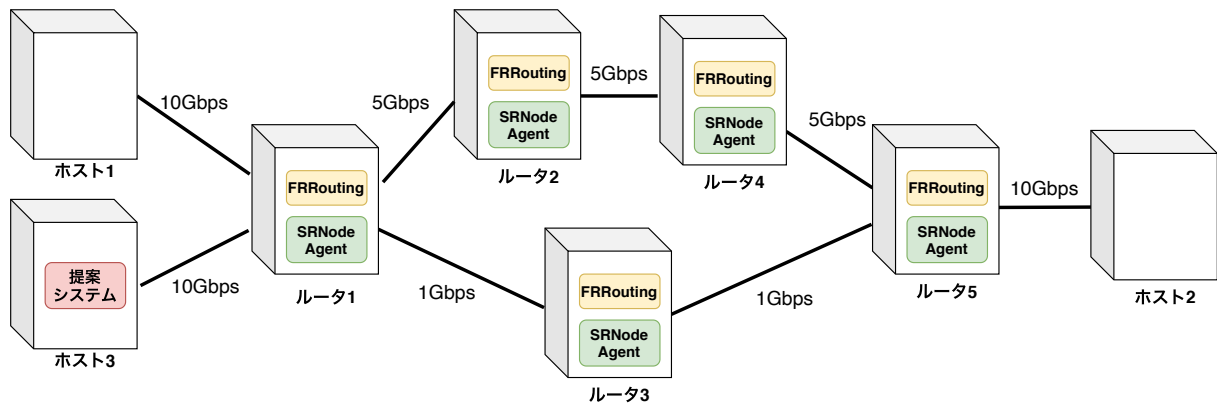 ホスト1
10Gbps
提案
システム
ホスト3
10Gbps
FRRouting
SRNode
Agent
ルータ1
5Gbps
FRRouting
SRNode
Agent
ルータ2
5Gbps
FRRouting
SRNode
Agent
ルータ4
5Gbps
1Gbps
FRRouting
SRNode
Agent
ルータ3
1Gbps
FRRouting
SRNode
Agent
ルータ5
10Gbps
ホスト2